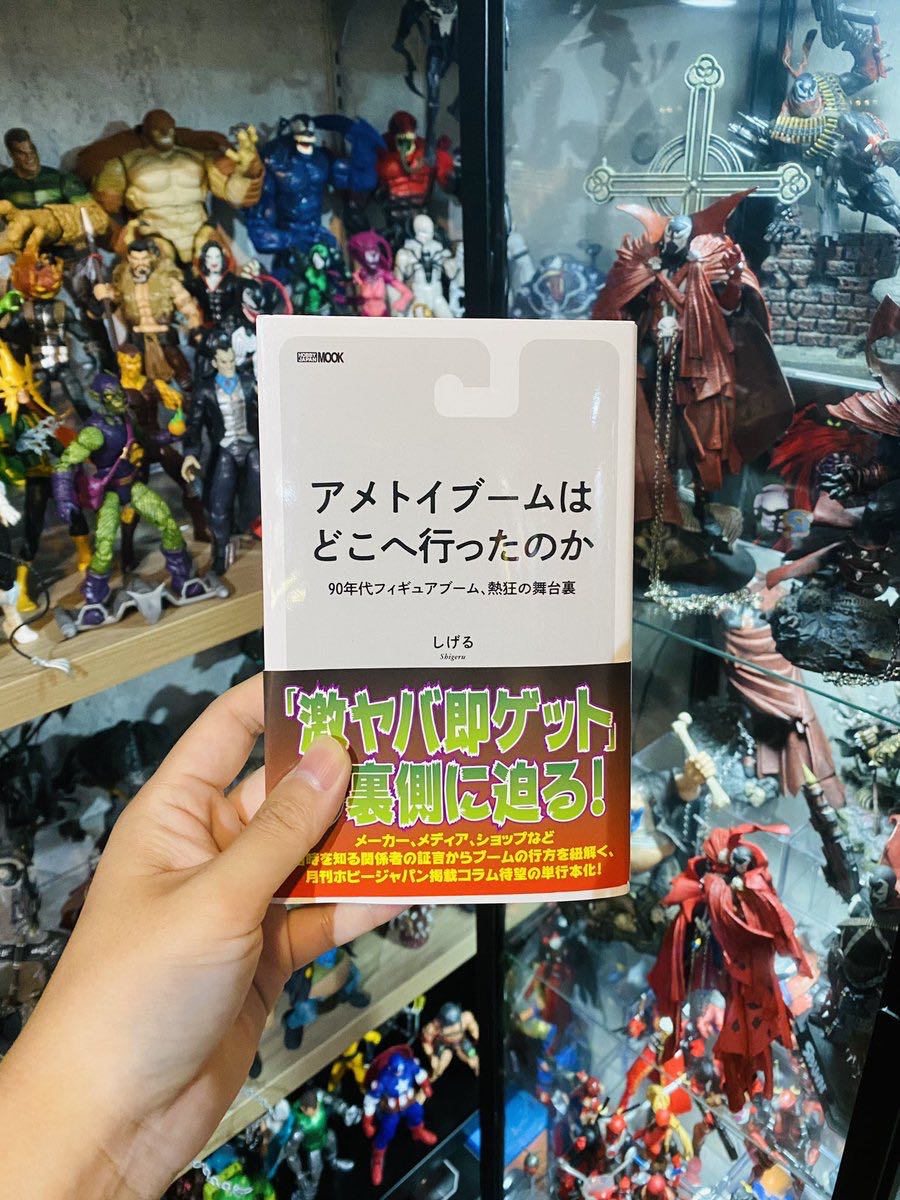 HOBBY JAPAN MOOK
アメトイブームは
どこへ行ったのか
90年代フィギュアブーム、熱狂の舞台裏
しげる
Shigeru
「激ヤバ即ゲット」
裏側に迫る!
メーカー、メディア、ショップなど
時を知る関係者の証言からブームの行方を紐解く、
月刊ホビージャパン掲載コラム待望の単行本化!